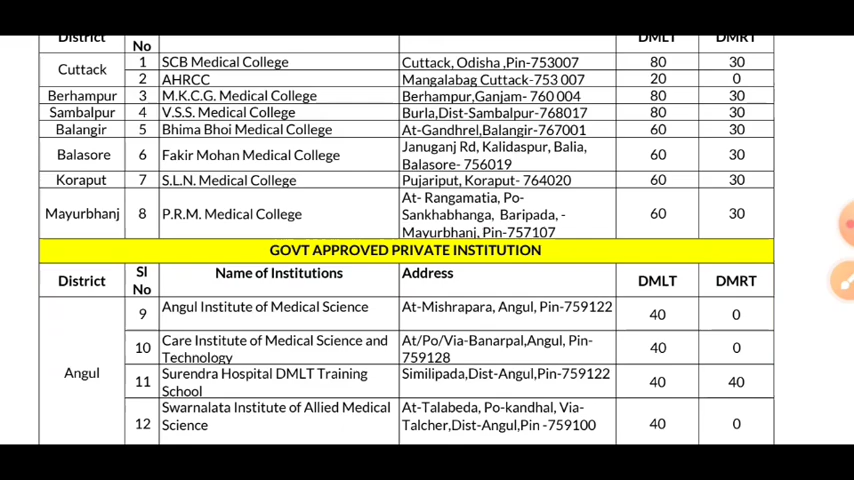 District No DMLT DMRT
Cuttack 1 SCB Medical College Cuttack, Odisha ,Pin-753007 80 30
2 AHRCC Mangalabag Cuttack-753 007 20 0
Berhampur 3 M.K.C.G. Medical College Berhampur,Ganjam- 760 004 80 30
Sambalpur 4 V.S.S. Medical College Burla,Dist-Sambalpur-768017 80 30
Balangir 5 Bhima Bhoi Medical College At-Gandhrel,Balangir-767001 60 30
Balasore 6 Fakir Mohan Medical College Januganj Rd, Kalidaspur, Balia,
Balasore- 756019 60 30
Koraput 7 S.L.N. Medical College Pujariput, Koraput- 764020 60 30
Mayurbhanj 8 P.R.M. Medical College At- Rangamatia, Po-
Sankhabhanga, Baripada, -
Mayurbhanj, Pin-757107 60 30
GOVT APPROVED PRIVATE INSTITUTION
District Sl No Name of Institutions Address DMLT DMRT
Angul 9 Angul Institute of Medical Science At-Mishrapara, Angul, Pin-759122 40 0
10 Care Institute of Medical Science and
Technology At/Po/Via-Banarpal,Angul, Pin-
759128 40 0
11 Surendra Hospital DMLT Training
School Similipada,Dist-Angul,Pin-759122 40 40
12 Swarnalata Institute of Allied Medical
Science At-Talabeda, Po-kandhal, Via-
Talcher,Dist-Angul,Pin -759100 40 0